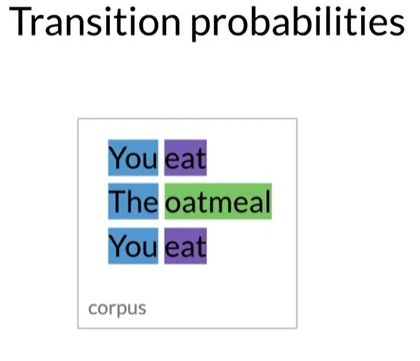 Transition probabilities
You eat
The oatmeal
You eat
corpus